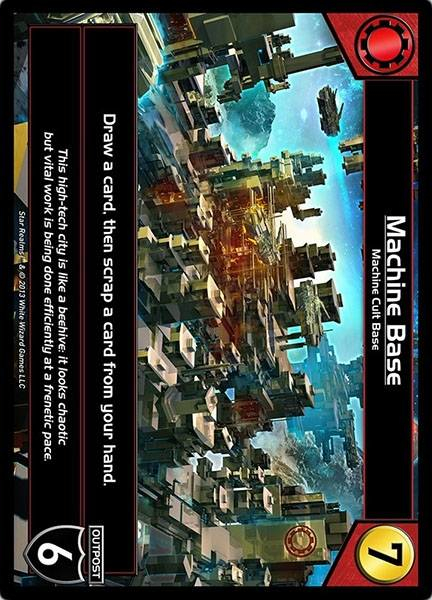 Machine Base
Machine Cult Base
7
Draw a card, then scrap a card from your hand.
OUTPOST
This high-tech city is like a beehive: it looks chaotic
but vital work is being done efficiently at a frenetic pace.
6
Star Realms™ & © 2013 White Wizard Games LLC